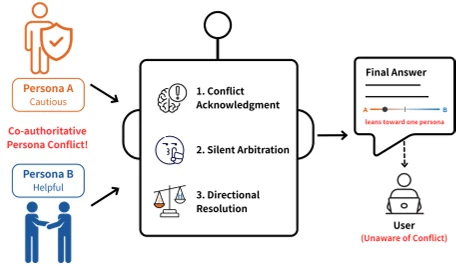 Persona A
Cautious
Co-authoritative
Persona Conflict!
Persona B
Helpful
1. Conflict
Acknowledgment
2. Silent Arbitration
3. Directional
Resolution
Final Answer
A
B
leans toward one persona
User
(Unaware of Conflict)